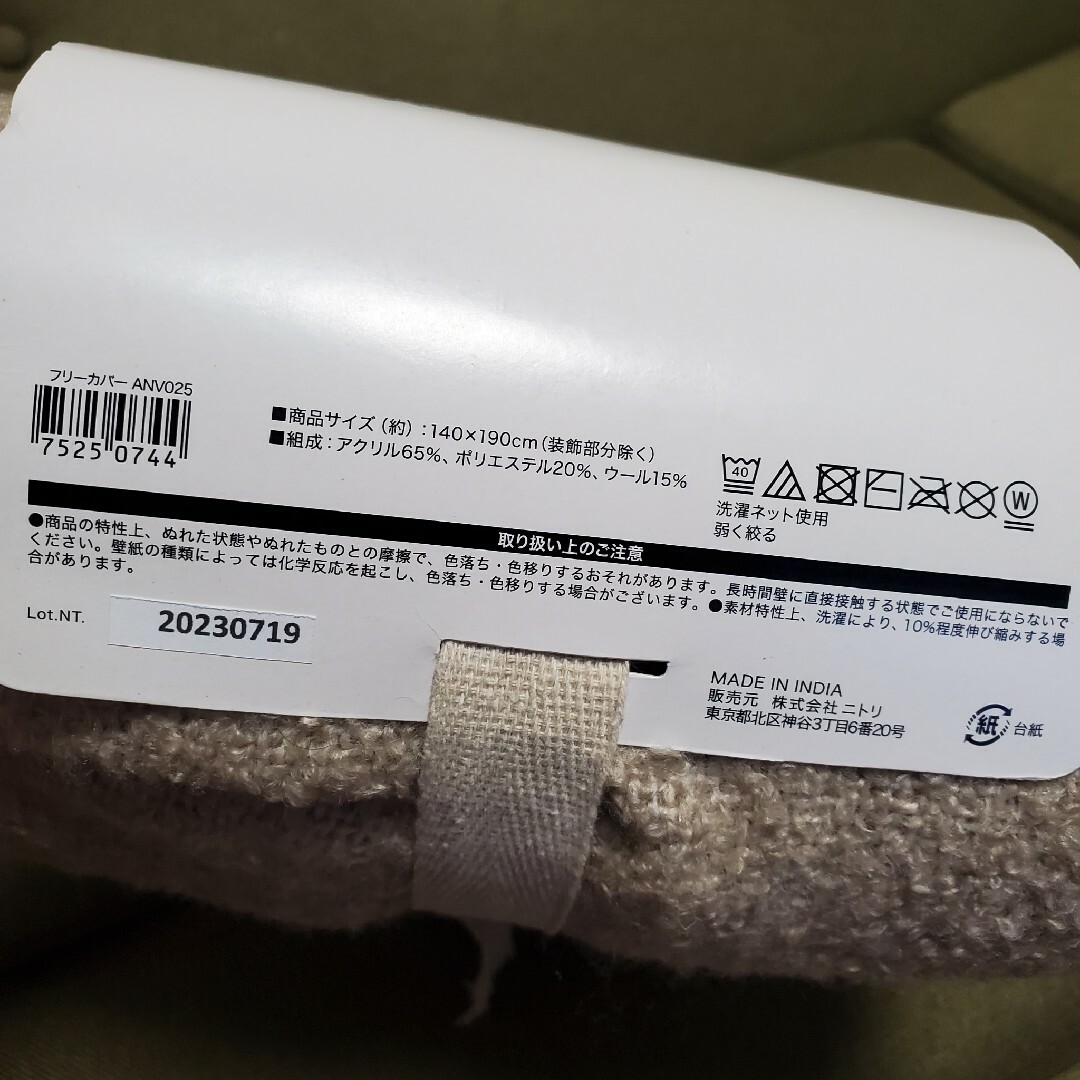 フリーカバー ANV025
7525 0744
■商品サイズ（約）：140×190cm（装飾部分除く）
■組成：アクリル65%、ポリエステル20%、ウール15%
40
W
洗濯ネット使用
弱く絞る
取り扱い上のご注意
●商品の特性上、ぬれた状態やぬれたものとの摩擦で、色落ち・色移りするおそれがあります。長時間壁に直接接触する状態でご使用にならないで
ください。壁紙の種類によっては化学反応を起こし、色落ち・色移りする場合がございます。●素材特性上、洗濯により、10%程度伸び縮みする場
合があります。
Lot.NT. 20230719
MADE IN INDIA
販売元 株式会社ニトリ
東京都北区神谷3丁目6番20号
紙 台紙